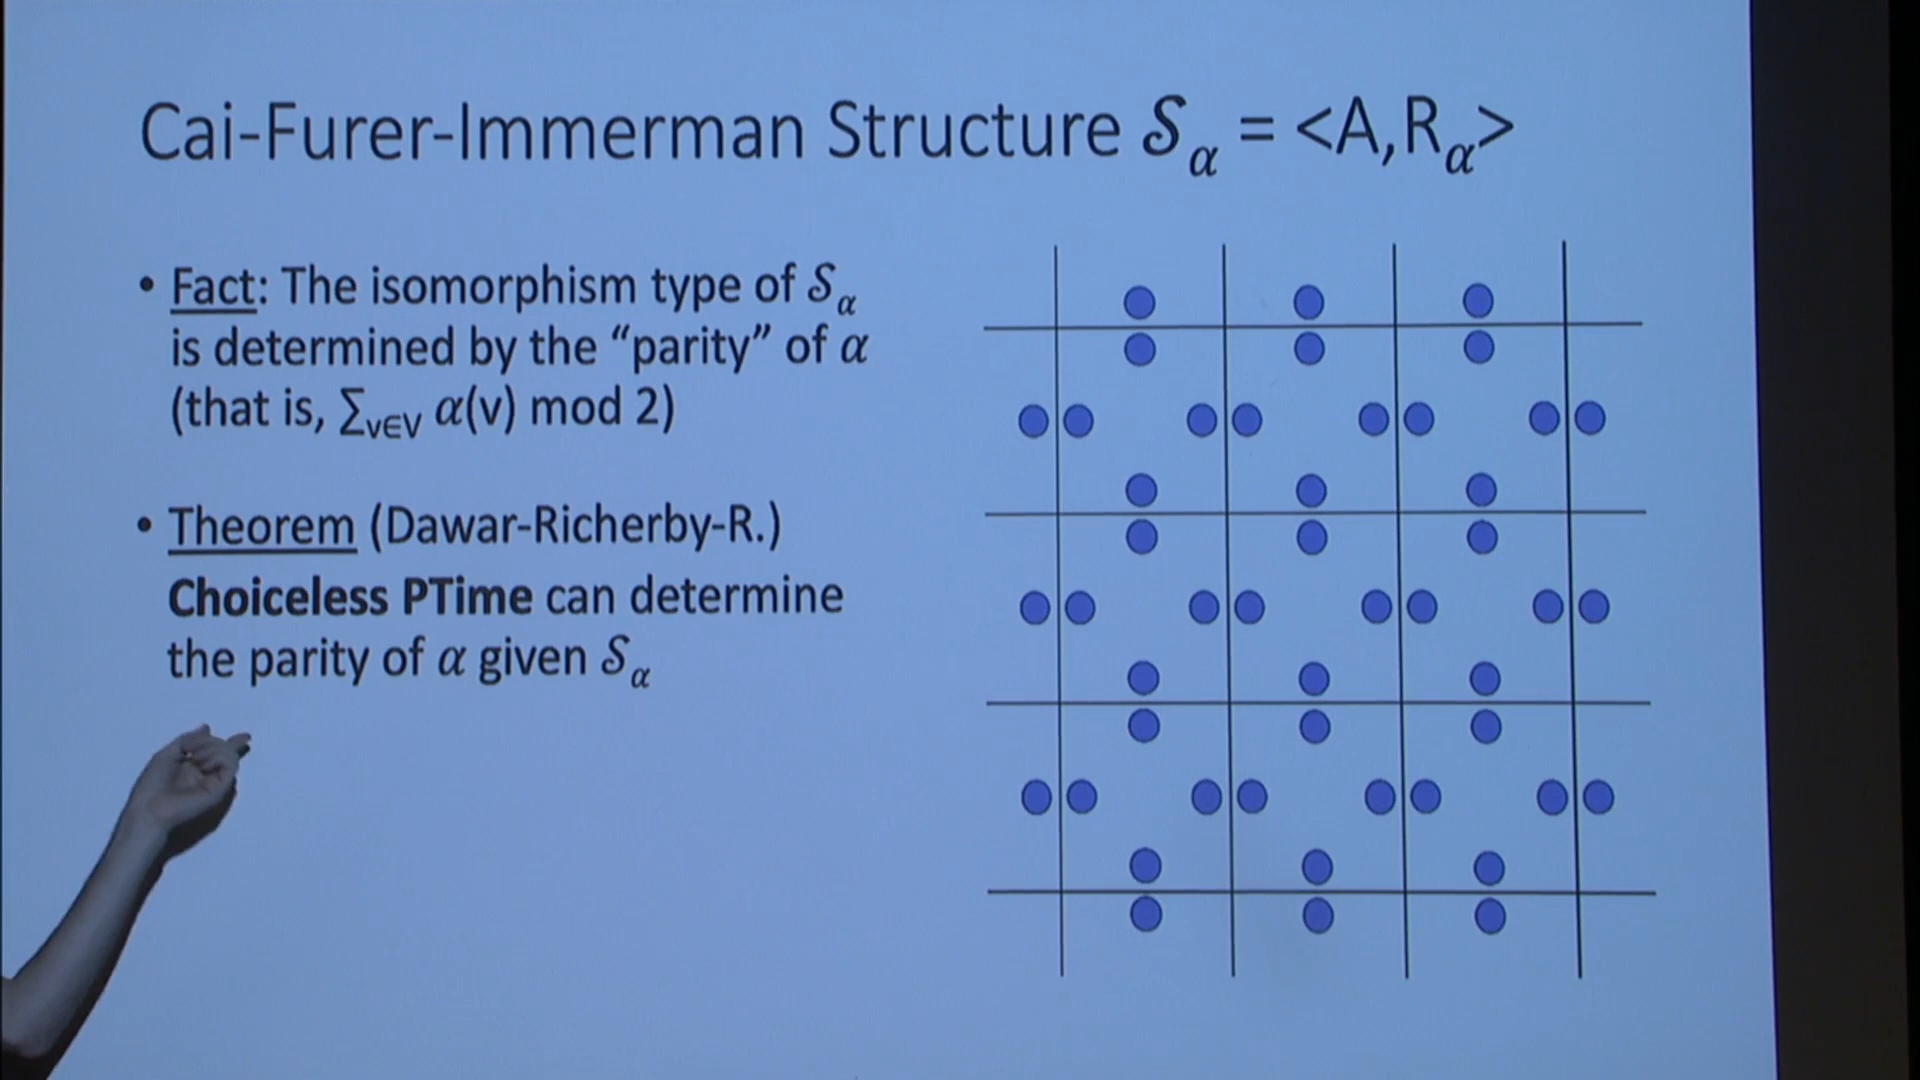 Cai-Furer-Immerman Structure 𝒮α = <A,Rα>
• Fact: The isomorphism type of 𝒮α
is determined by the “parity” of α
(that is, ∑v∈V α(v) mod 2)
• Theorem (Dawar-Richerby-R.)
Choiceless PTime can determine
the parity of α given 𝒮α